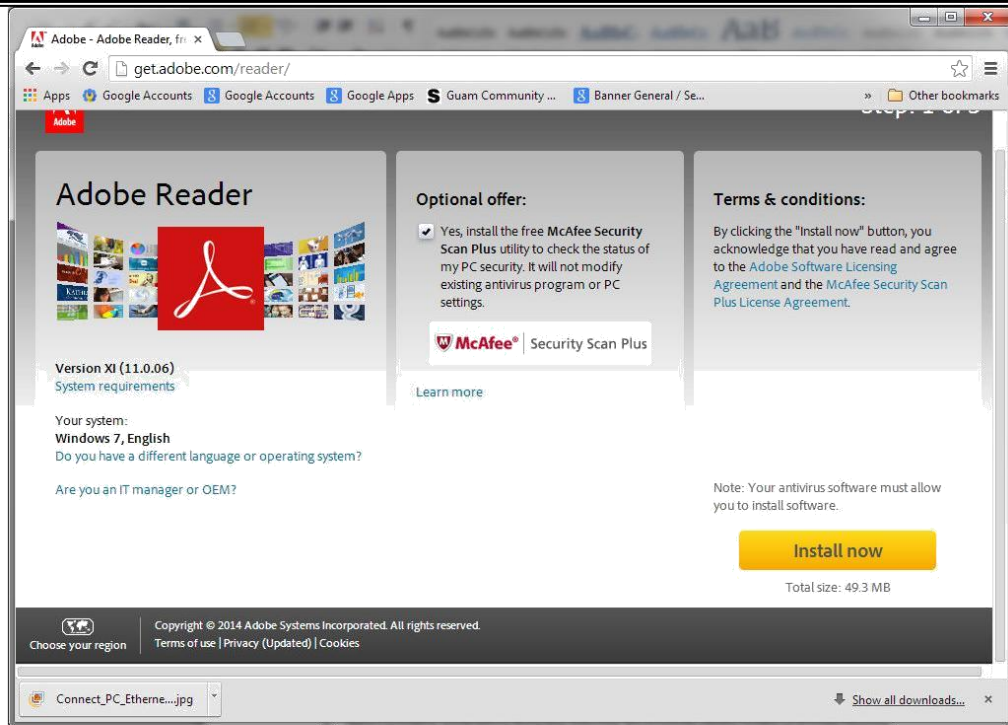 Adobe - Adobe Reader, fr
get.adobe.com/reader/
Apps Google Accounts Google Accounts Google Apps Guam Community ... Banner General / Se... » Other bookmarks
Adobe
Step: 1 of 3
Adobe Reader
Version XI (11.0.06)
System requirements
Your system:
Windows 7, English
Do you have a different language or operating system?
Are you an IT manager or OEM?
Optional offer:
Yes, install the free McAfee Security
Scan Plus utility to check the status of
my PC security. It will not modify
existing antivirus program or PC
settings.
McAfee® Security Scan Plus
Learn more
Terms & conditions:
By clicking the "Install now" button, you
acknowledge that you have read and agree
to the Adobe Software Licensing
Agreement and the McAfee Security Scan
Plus License Agreement.
Note: Your antivirus software must allow
you to install software.
Install now
Total size: 49.3 MB
Choose your region
Copyright © 2014 Adobe Systems Incorporated. All rights reserved.
Terms of use | Privacy (Updated) | Cookies
Connect_PC_Etherne....jpg
Show all downloads...